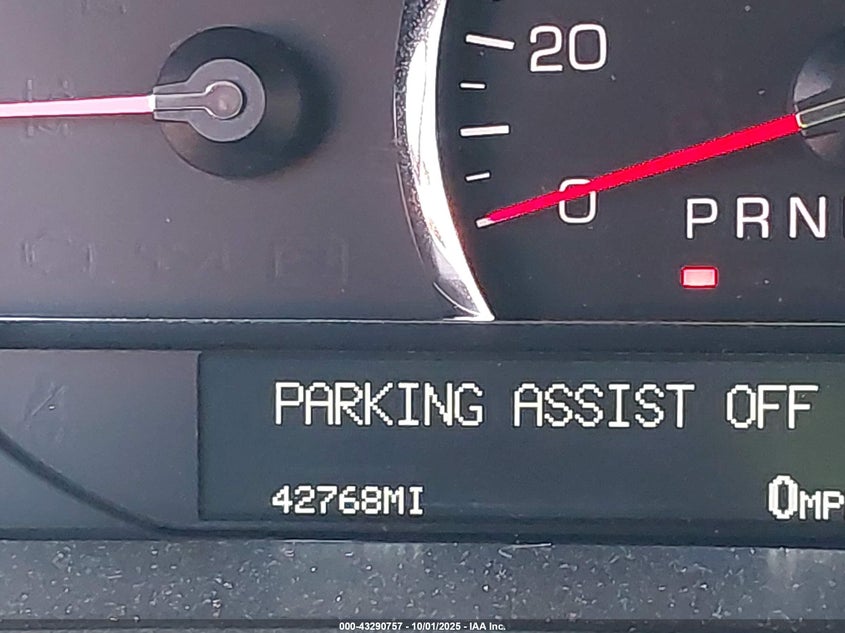 20
0
PRN
PARKING ASSIST OFF
42768MI 0MP
000-43290757 - 10/01/2025 - IAA Inc.